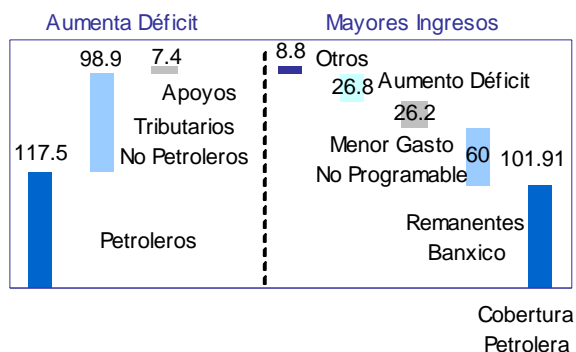 Aumenta Déficit
Mayores Ingresos
98.9
7.4
Apoyos
Tributarios
No Petroleros
117.5
Petroleros
8.8
Otros
26.8
Aumento Déficit
26.2
Menor Gasto
No Programable
60
101.91
Remanentes
Banxico
Cobertura
Petrolera